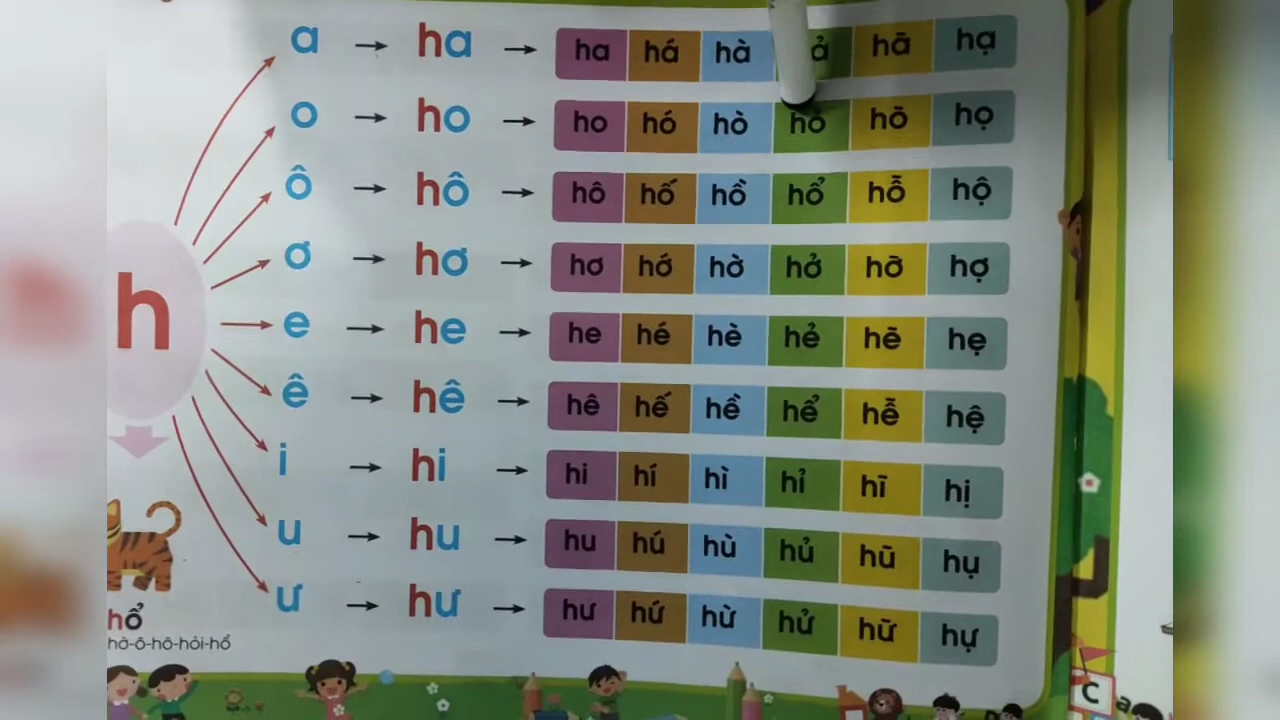 a → ha → ha há hà hã hạ
o → ho → ho hó hò hỏ hõ họ
ô → hô → hô hố hồ hổ hỗ hộ
ơ → hơ → hơ hớ hờ hở hỡ hợ
h
e → he → he hé hè hẻ hẽ hẹ
ê → hê → hê hế hề hể hễ hệ
i → hi → hi hí hì hỉ hĩ hị
u → hu → hu hú hù hủ hũ hụ
ư → hư → hư hứ hừ hử hữ hự
hổ
hờ-ô-hô-hỏi-hổ
C a